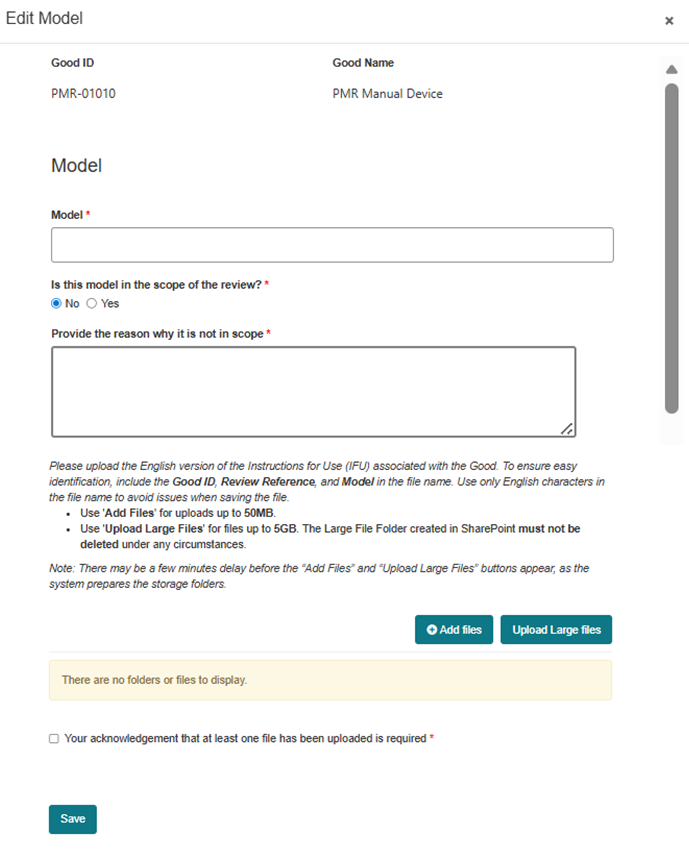 Edit Model
×
Good ID Good Name
PMR-01010 PMR Manual Device
Model
Model *
Is this model in the scope of the review? *
No Yes
Provide the reason why it is not in scope *
Please upload the English version of the Instructions for Use (IFU) associated with the Good. To ensure easy
identification, include the Good ID, Review Reference, and Model in the file name. Use only English characters in
the file name to avoid issues when saving the file.
• Use 'Add Files' for uploads up to 50MB.
• Use 'Upload Large Files' for files up to 5GB. The Large File Folder created in SharePoint must not be
deleted under any circumstances.
Note: There may be a few minutes delay before the “Add Files” and “Upload Large Files” buttons appear, as the
system prepares the storage folders.
Add files Upload Large files
There are no folders or files to display.
Your acknowledgement that at least one file has been uploaded is required *
Save